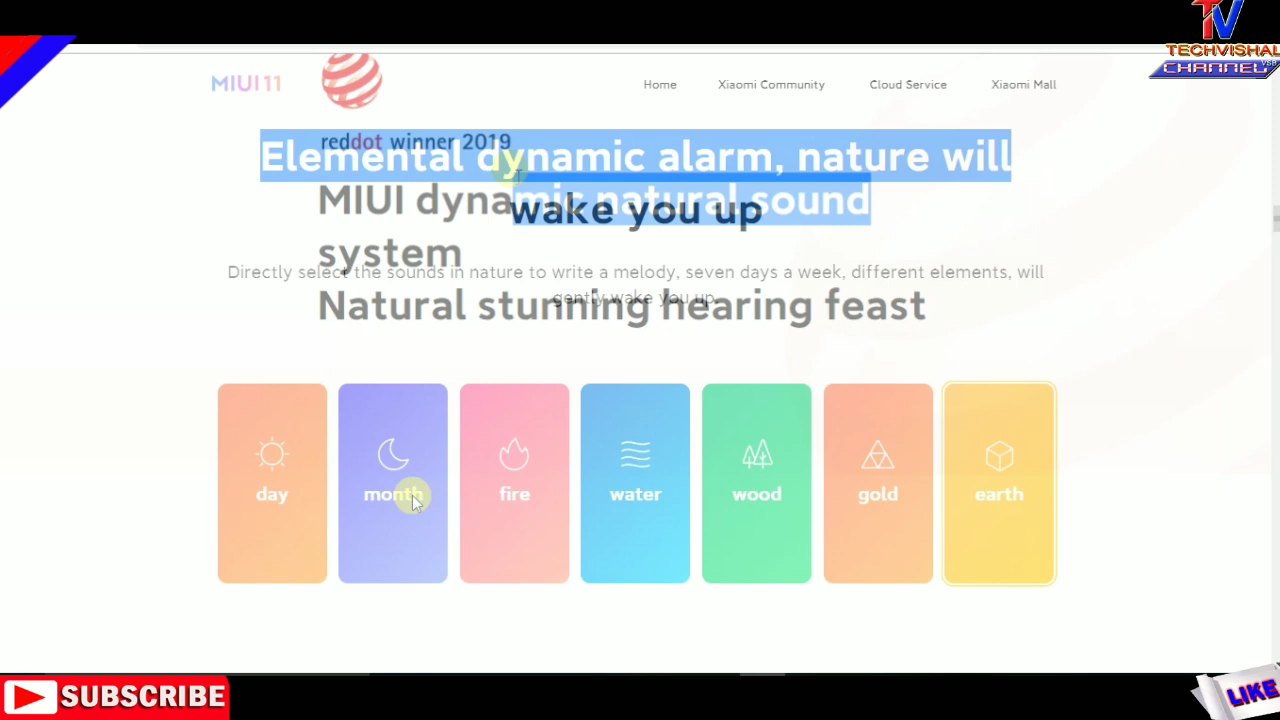 TV
TECHVISHAL
CHANNEL VSR
MIUI 11
Home Xiaomi Community Cloud Service Xiaomi Mall
reddot winner 2019
Elemental dynamic alarm, nature will
wake you up
MIUI dynamic natural sound
system
Directly select the sounds in nature to write a melody, seven days a week, different elements, will
gently wake you up.
Natural stunning hearing feast
day month fire water wood gold earth
SUBSCRIBE
LIKE